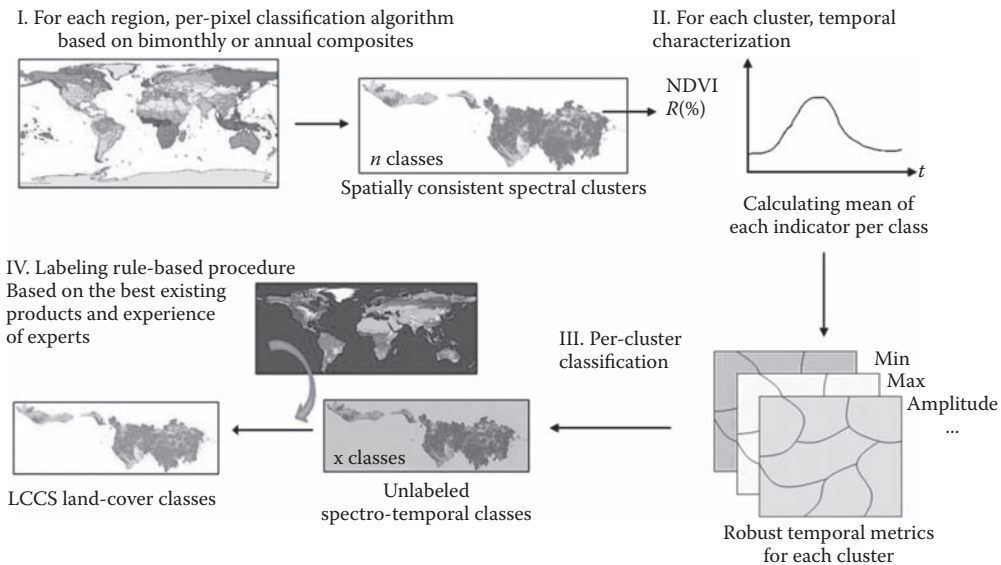 I. For each region, per-pixel classification algorithm
based on bimonthly or annual composites
n classes
Spatially consistent spectral clusters
II. For each cluster, temporal
characterization
NDVI
R(%)
t
Calculating mean of
each indicator per class
Min
Max
Amplitude
...
Robust temporal metrics
for each cluster
III. Per-cluster
classification
x classes
Unlabeled
spectro-temporal classes
IV. Labeling rule-based procedure
Based on the best existing
products and experience
of experts
LCCS land-cover classes